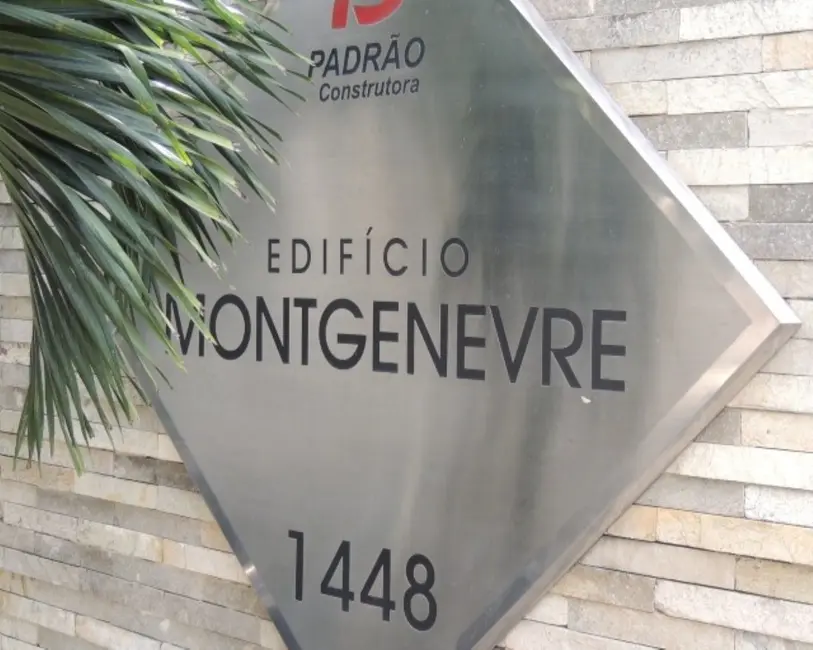 PADRÃO
Construtora
EDIFÍCIO
MONTGENEVRE
1448